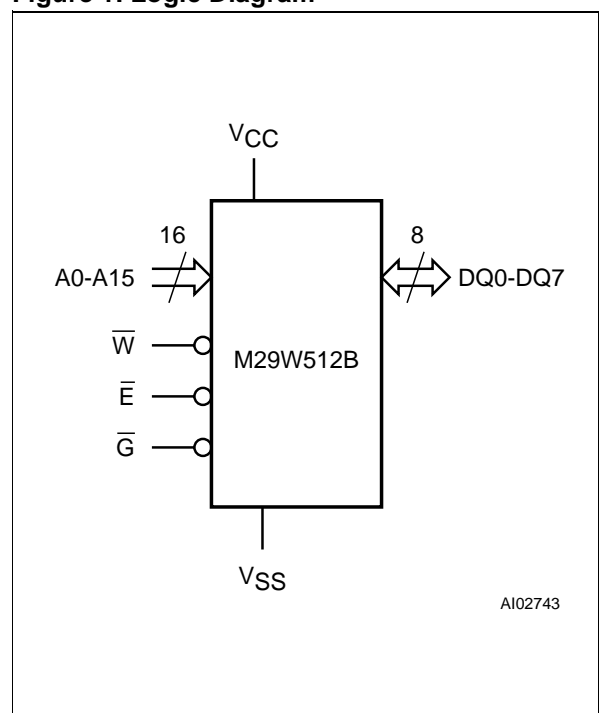 Figure 1. Logic Diagram
VCC
16
8
A0-A15
DQ0-DQ7
W̅
M29W512B
E̅
G̅
VSS
AI02743